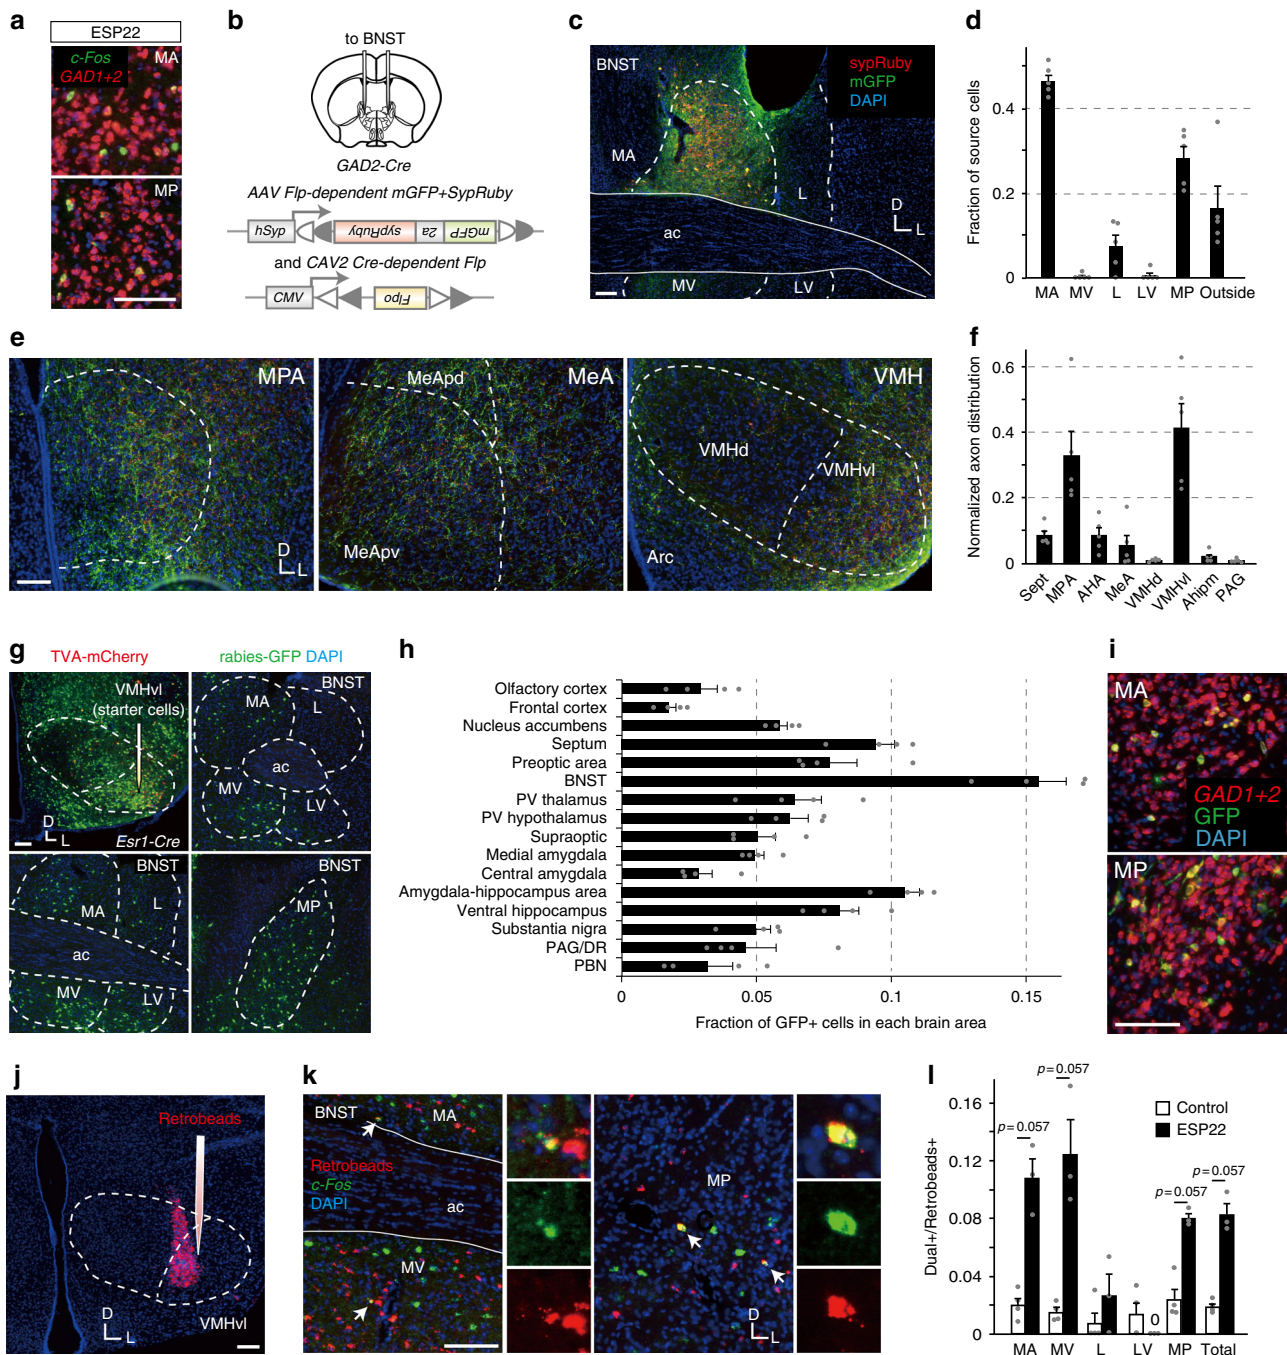 a
ESP22
c-Fos
GAD1+2
MA
MP
b
to BNST
GAD2-Cre
AAV Flp-dependent mGFP+SypRuby
hSyp
sypRuby
2a
mGFP
and CAV2 Cre-dependent Flp
CMV
Flpo
c
BNST
sypRuby
mGFP
DAPI
MA
L
D
L
ac
MV
LV
d
Fraction of source cells
0.4
0.2
0
MA MV L LV MP Outside
e
MPA
D
L
MeApd
MeA
MeApv
VMH
VMHd
VMHvl
Arc
f
Normalized axon distribution
0.6
0.4
0.2
0
Sept MPA AHA MeA VMHd VMHvl Ahipm PAG
g
TVA-mCherry
rabies-GFP DAPI
VMHvl
(starter cells)
D
L
Esr1-Cre
BNST
MA
L
ac
MV
LV
BNST
MA
L
ac
MV
LV
BNST
MP
h
Olfactory cortex
Frontal cortex
Nucleus accumbens
Septum
Preoptic area
BNST
PV thalamus
PV hypothalamus
Supraoptic
Medial amygdala
Central amygdala
Amygdala-hippocampus area
Ventral hippocampus
Substantia nigra
PAG/DR
PBN
0 0.05 0.1 0.15
Fraction of GFP+ cells in each brain area
i
MA
GAD1+2
GFP
DAPI
MP
j
Retrobeads
D
L
VMHvl
k
BNST
MA
Retrobeads
c-Fos
DAPI
ac
MV
MP
D
L
l
Dual+/Retrobeads+
0.16
0.12
0.08
0.04
0
p=0.057
p=0.057
p=0.057
p=0.057
Control
ESP22
0
MA MV L LV MP Total